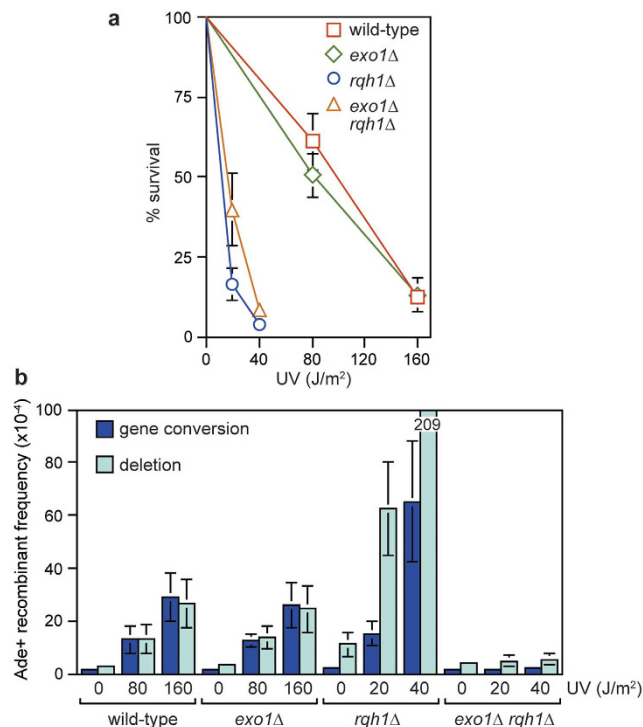 a
100
75
50
25
0
% survival
0 40 80 120 160
UV (J/m²)
wild-type
exo1Δ
rqh1Δ
exo1Δ
rqh1Δ
b
Ade+ recombinant frequency (x10⁻⁴)
100
80
60
40
20
0
gene conversion
deletion
209
0 80 160 0 80 160 0 20 40 0 20 40 UV (J/m²)
wild-type exo1Δ rqh1Δ exo1Δ rqh1Δ